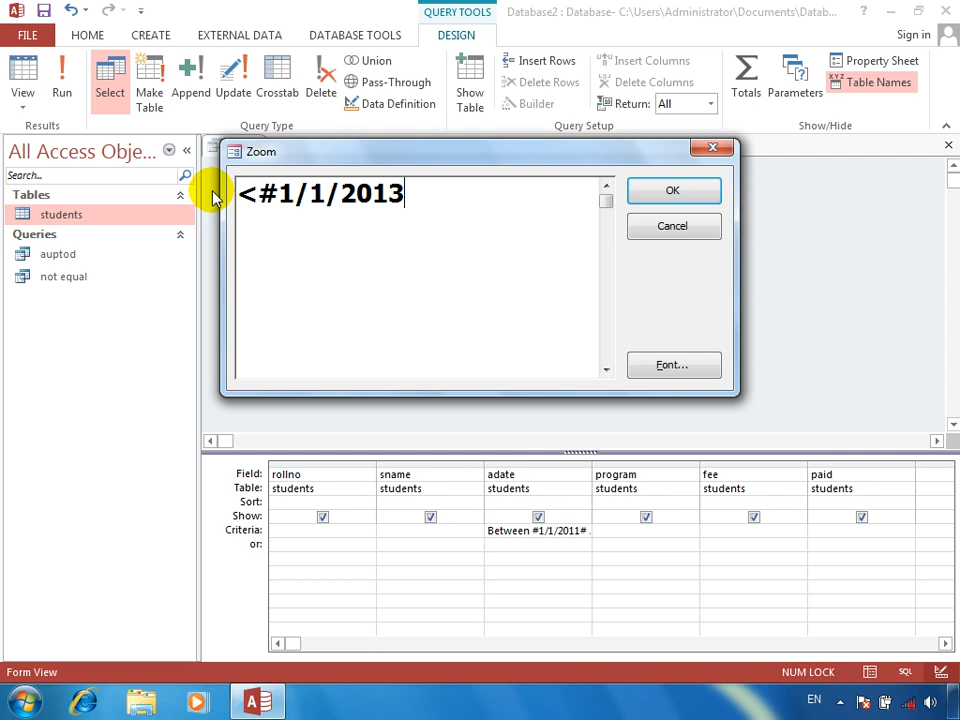 QUERY TOOLS
Database2 : Database- C:\Users\Administrator\Documents\Datab...
FILE
HOME
CREATE
EXTERNAL DATA
DATABASE TOOLS
DESIGN
Sign in
View
Run
Select
Make Table
Append
Update
Crosstab
Delete
Union
Pass-Through
Data Definition
Show Table
Insert Rows
Delete Rows
Builder
Insert Columns
Delete Columns
Return: All
Totals
Parameters
Property Sheet
XYZ Table Names
Results
Query Type
Query Setup
Show/Hide
All Access Obje...
Search...
Tables
students
Queries
auptod
not equal
Zoom
<#1/1/2013
OK
Cancel
Font...
Field: rollno sname adate program fee paid
Table: students students students students students students
Sort:
Show:
Criteria: Between #1/1/2011# .
or:
Form View
NUM LOCK
SQL
EN